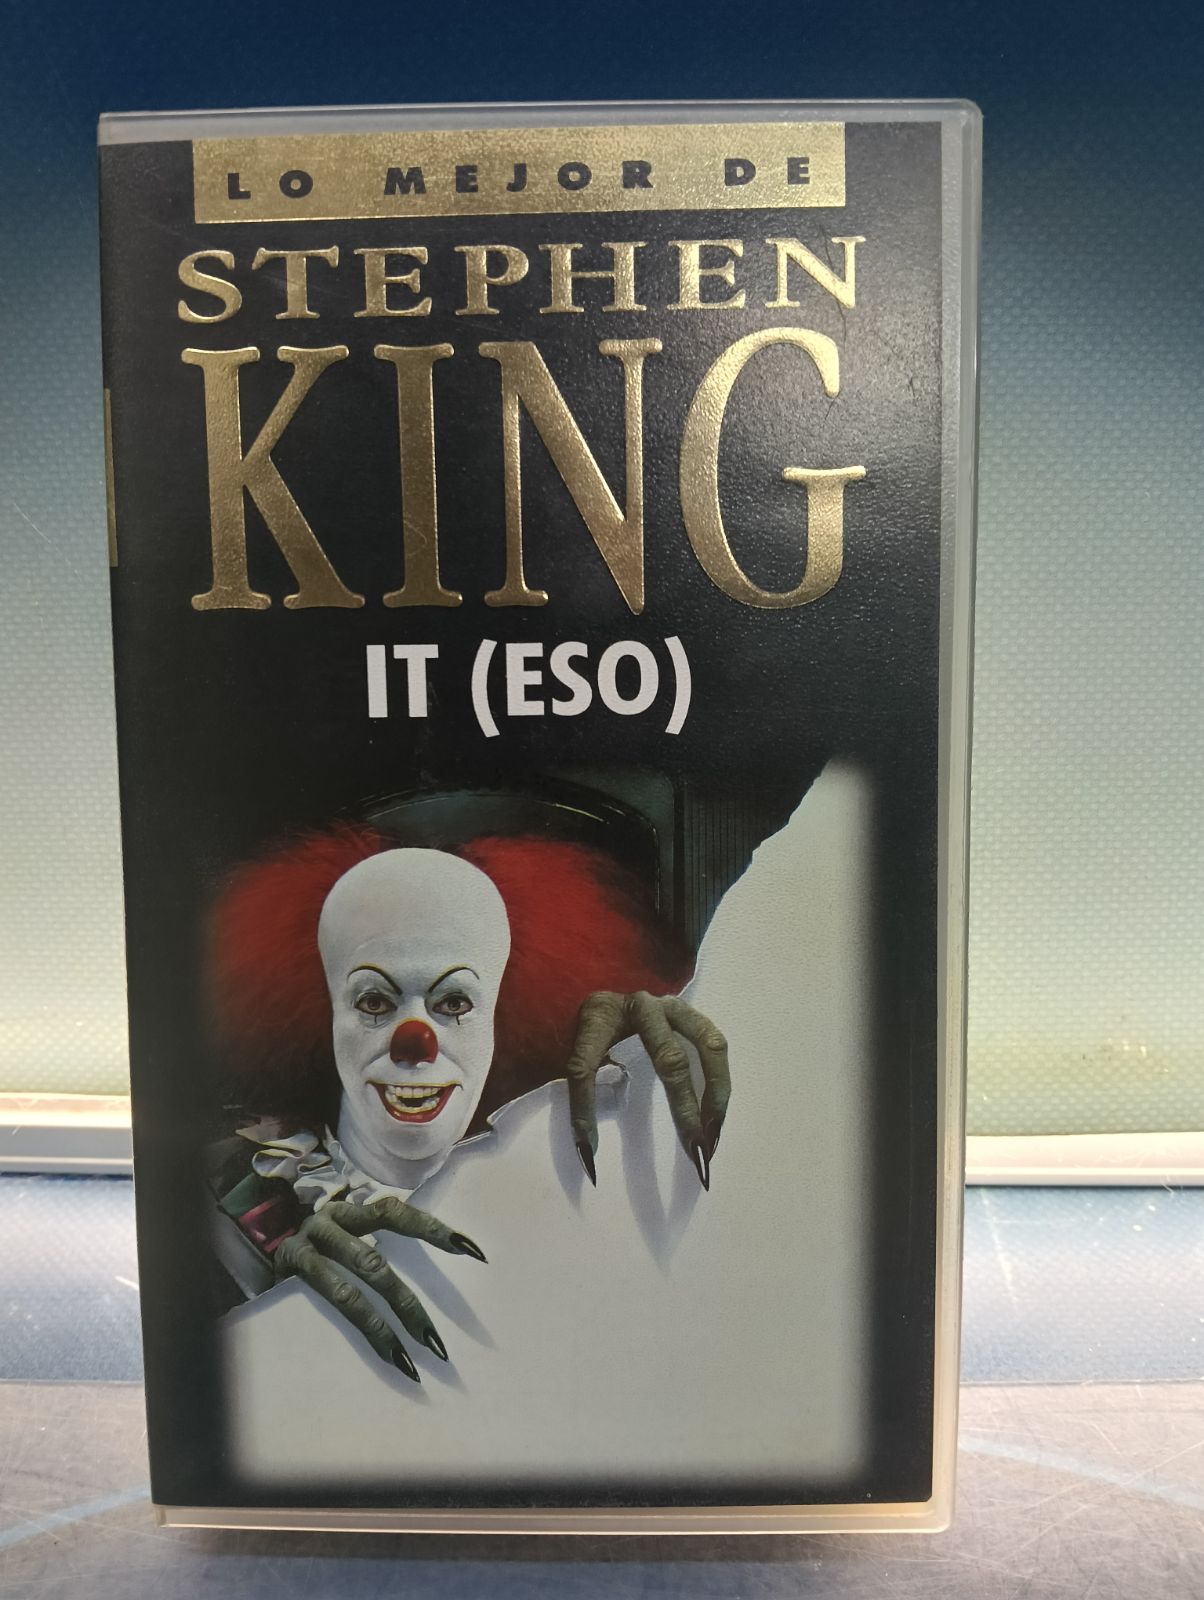 LO MEJOR DE
STEPHEN
KING
IT (ESO)